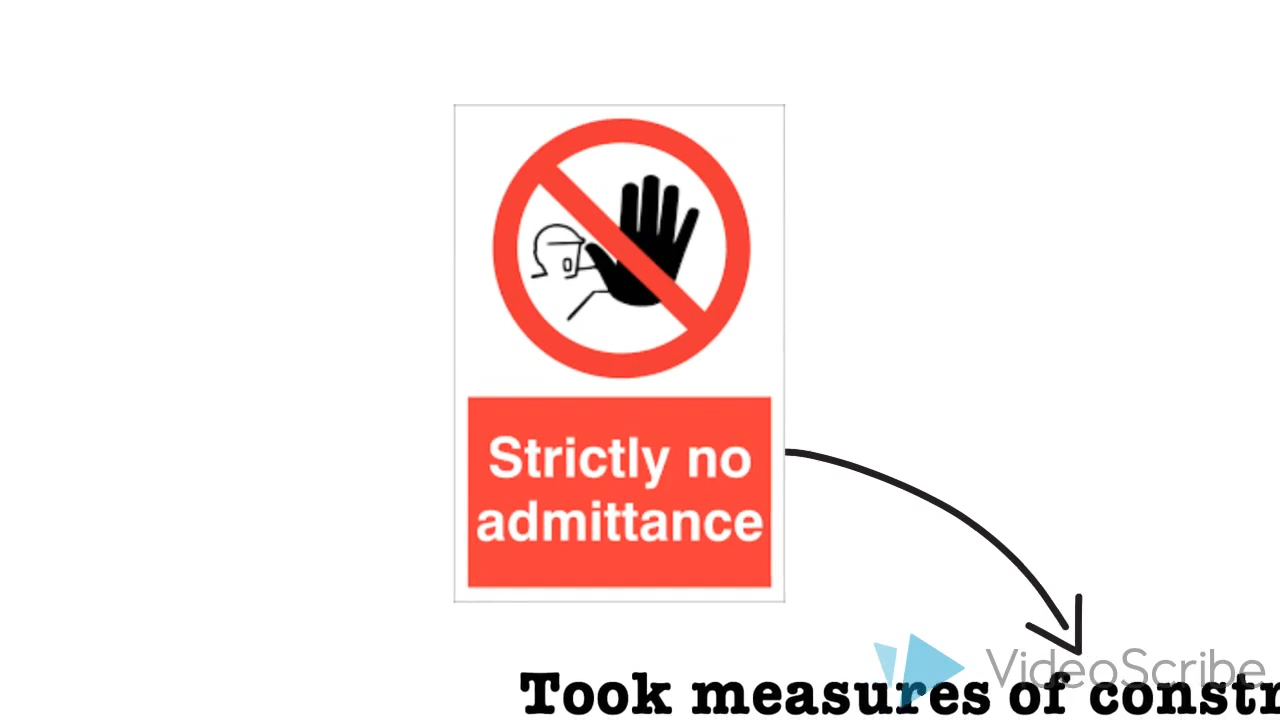 Strictly no
admittance
VideoScribe
Took measures of